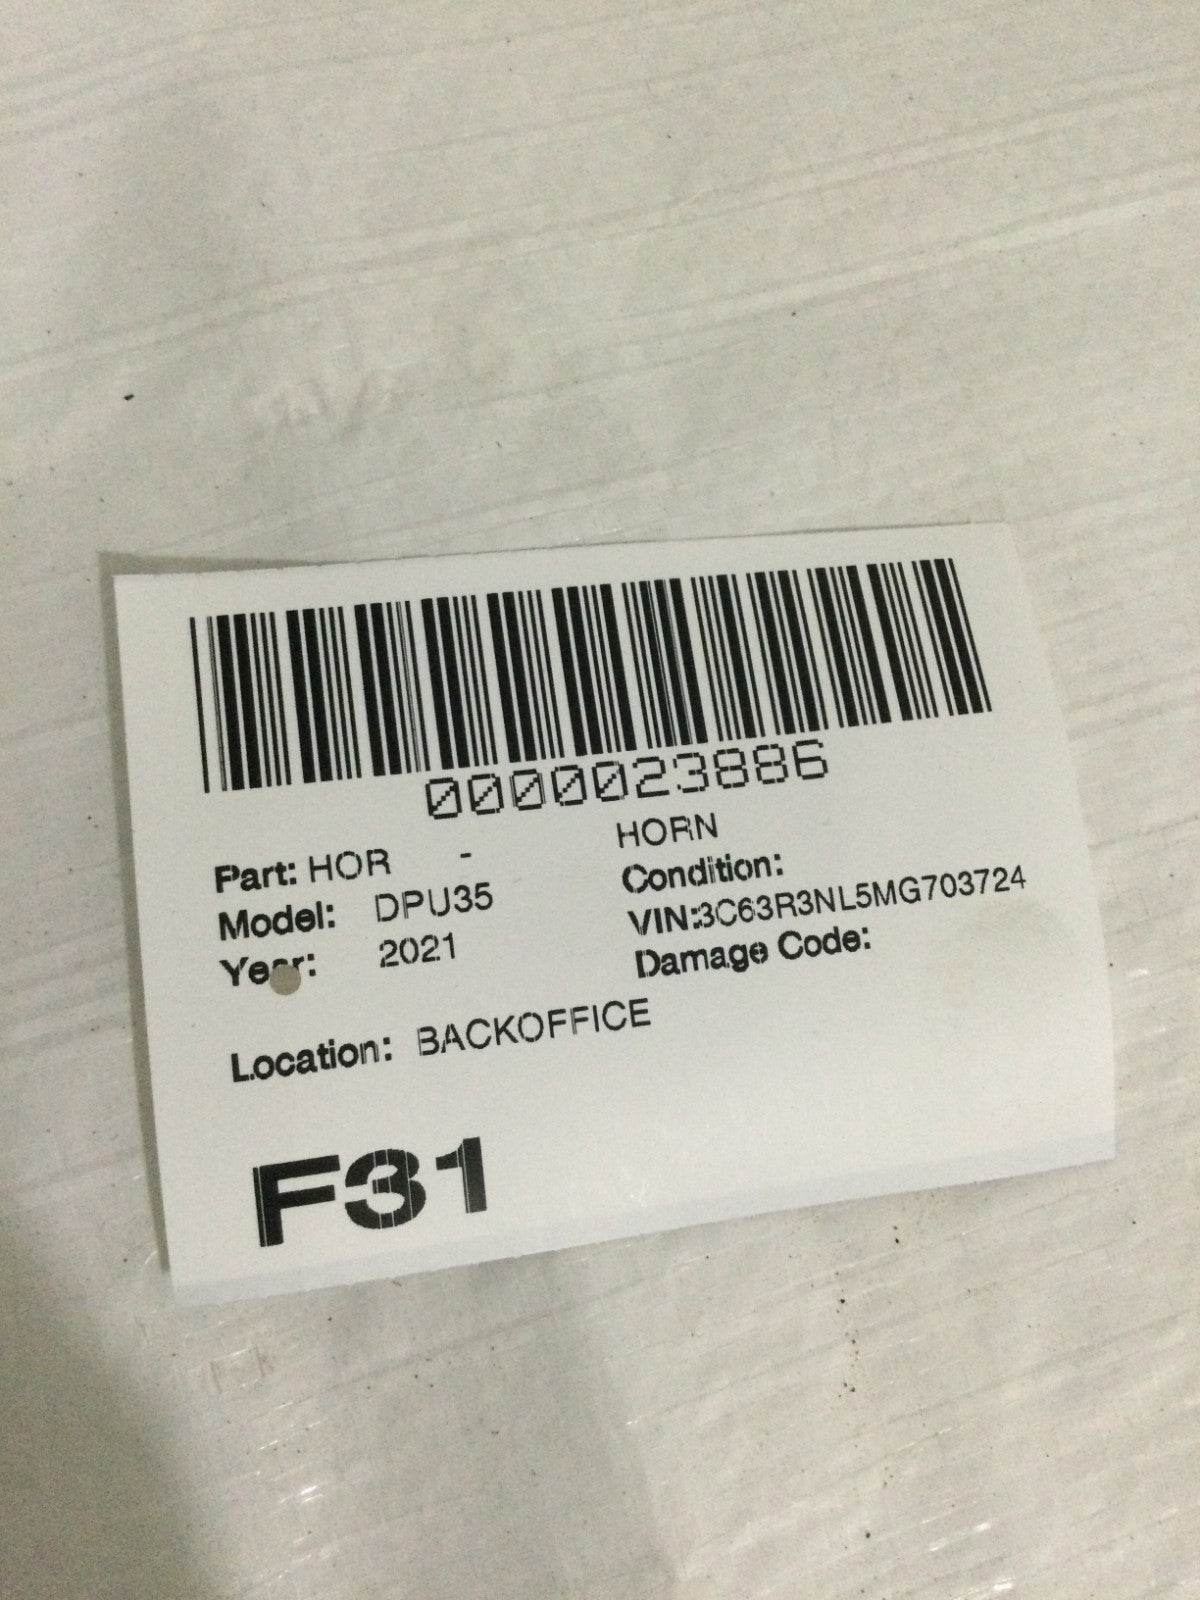 0000023886
Part: HOR - HORN
Model: DPU35 Condition:
Year: 2021 VIN:3C63R3NL5MG703724
Damage Code:
Location: BACKOFFICE
F31